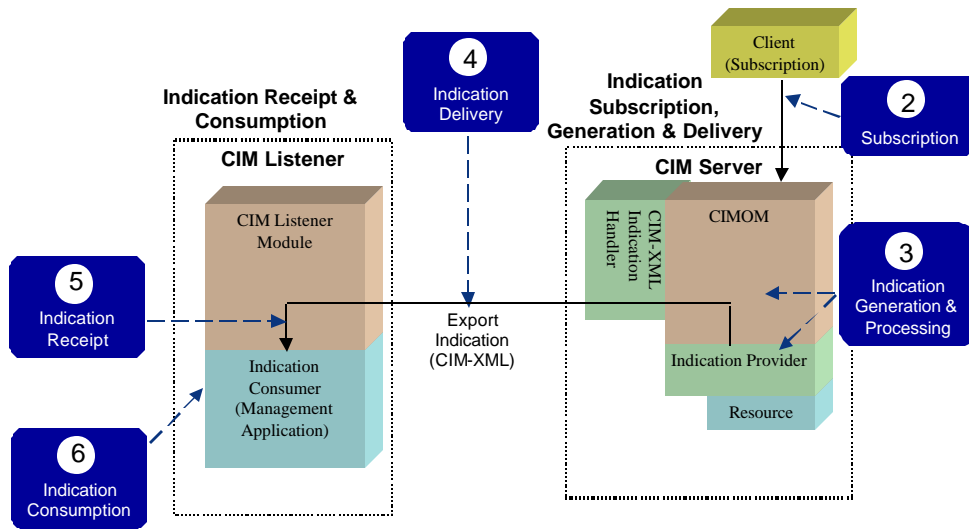 Client
(Subscription)
4
Indication
Delivery
2
Subscription
Indication
Subscription,
Generation & Delivery
Indication Receipt &
Consumption
CIM Listener
CIM Server
CIM Listener
Module
CIM-XML
Indication
Handler
CIMOM
3
Indication
Generation &
Processing
5
Indication
Receipt
Export
Indication
(CIM-XML)
Indication
Consumer
(Management
Application)
Indication Provider
Resource
6
Indication
Consumption